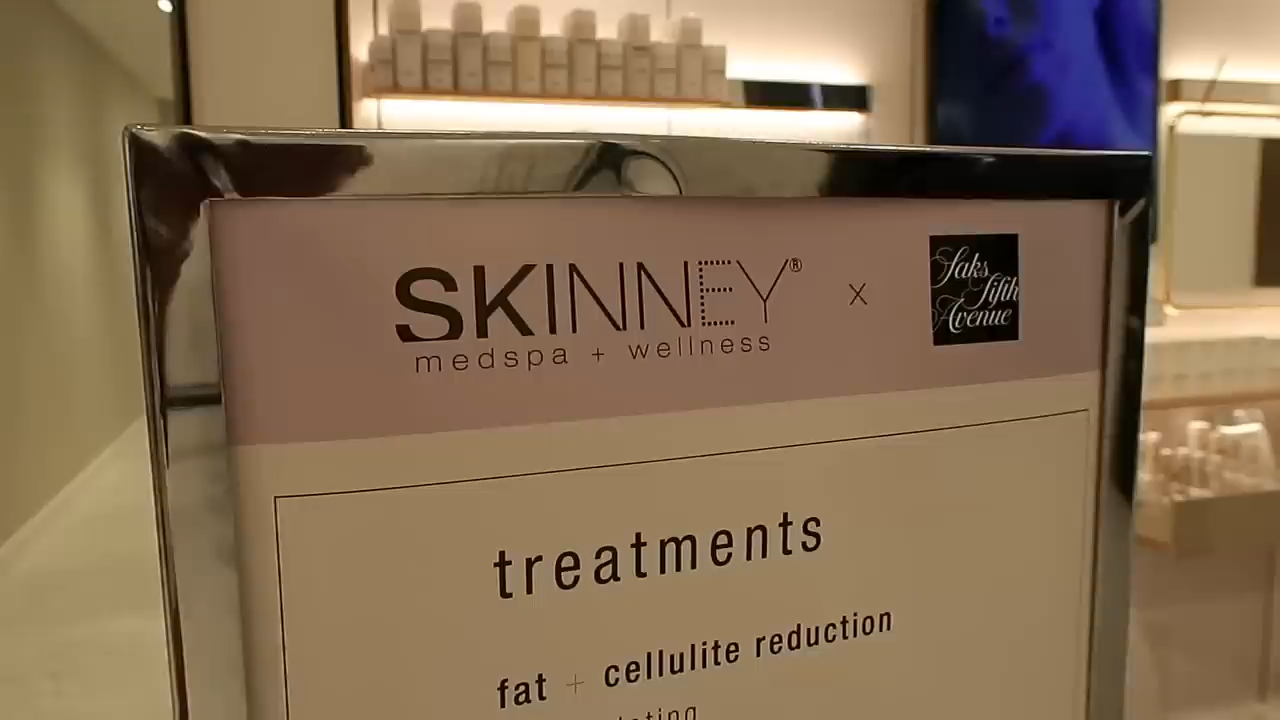 SKINNEY®
medspa + wellness
x
Saks
fifth
Avenue
treatments
fat + cellulite reduction